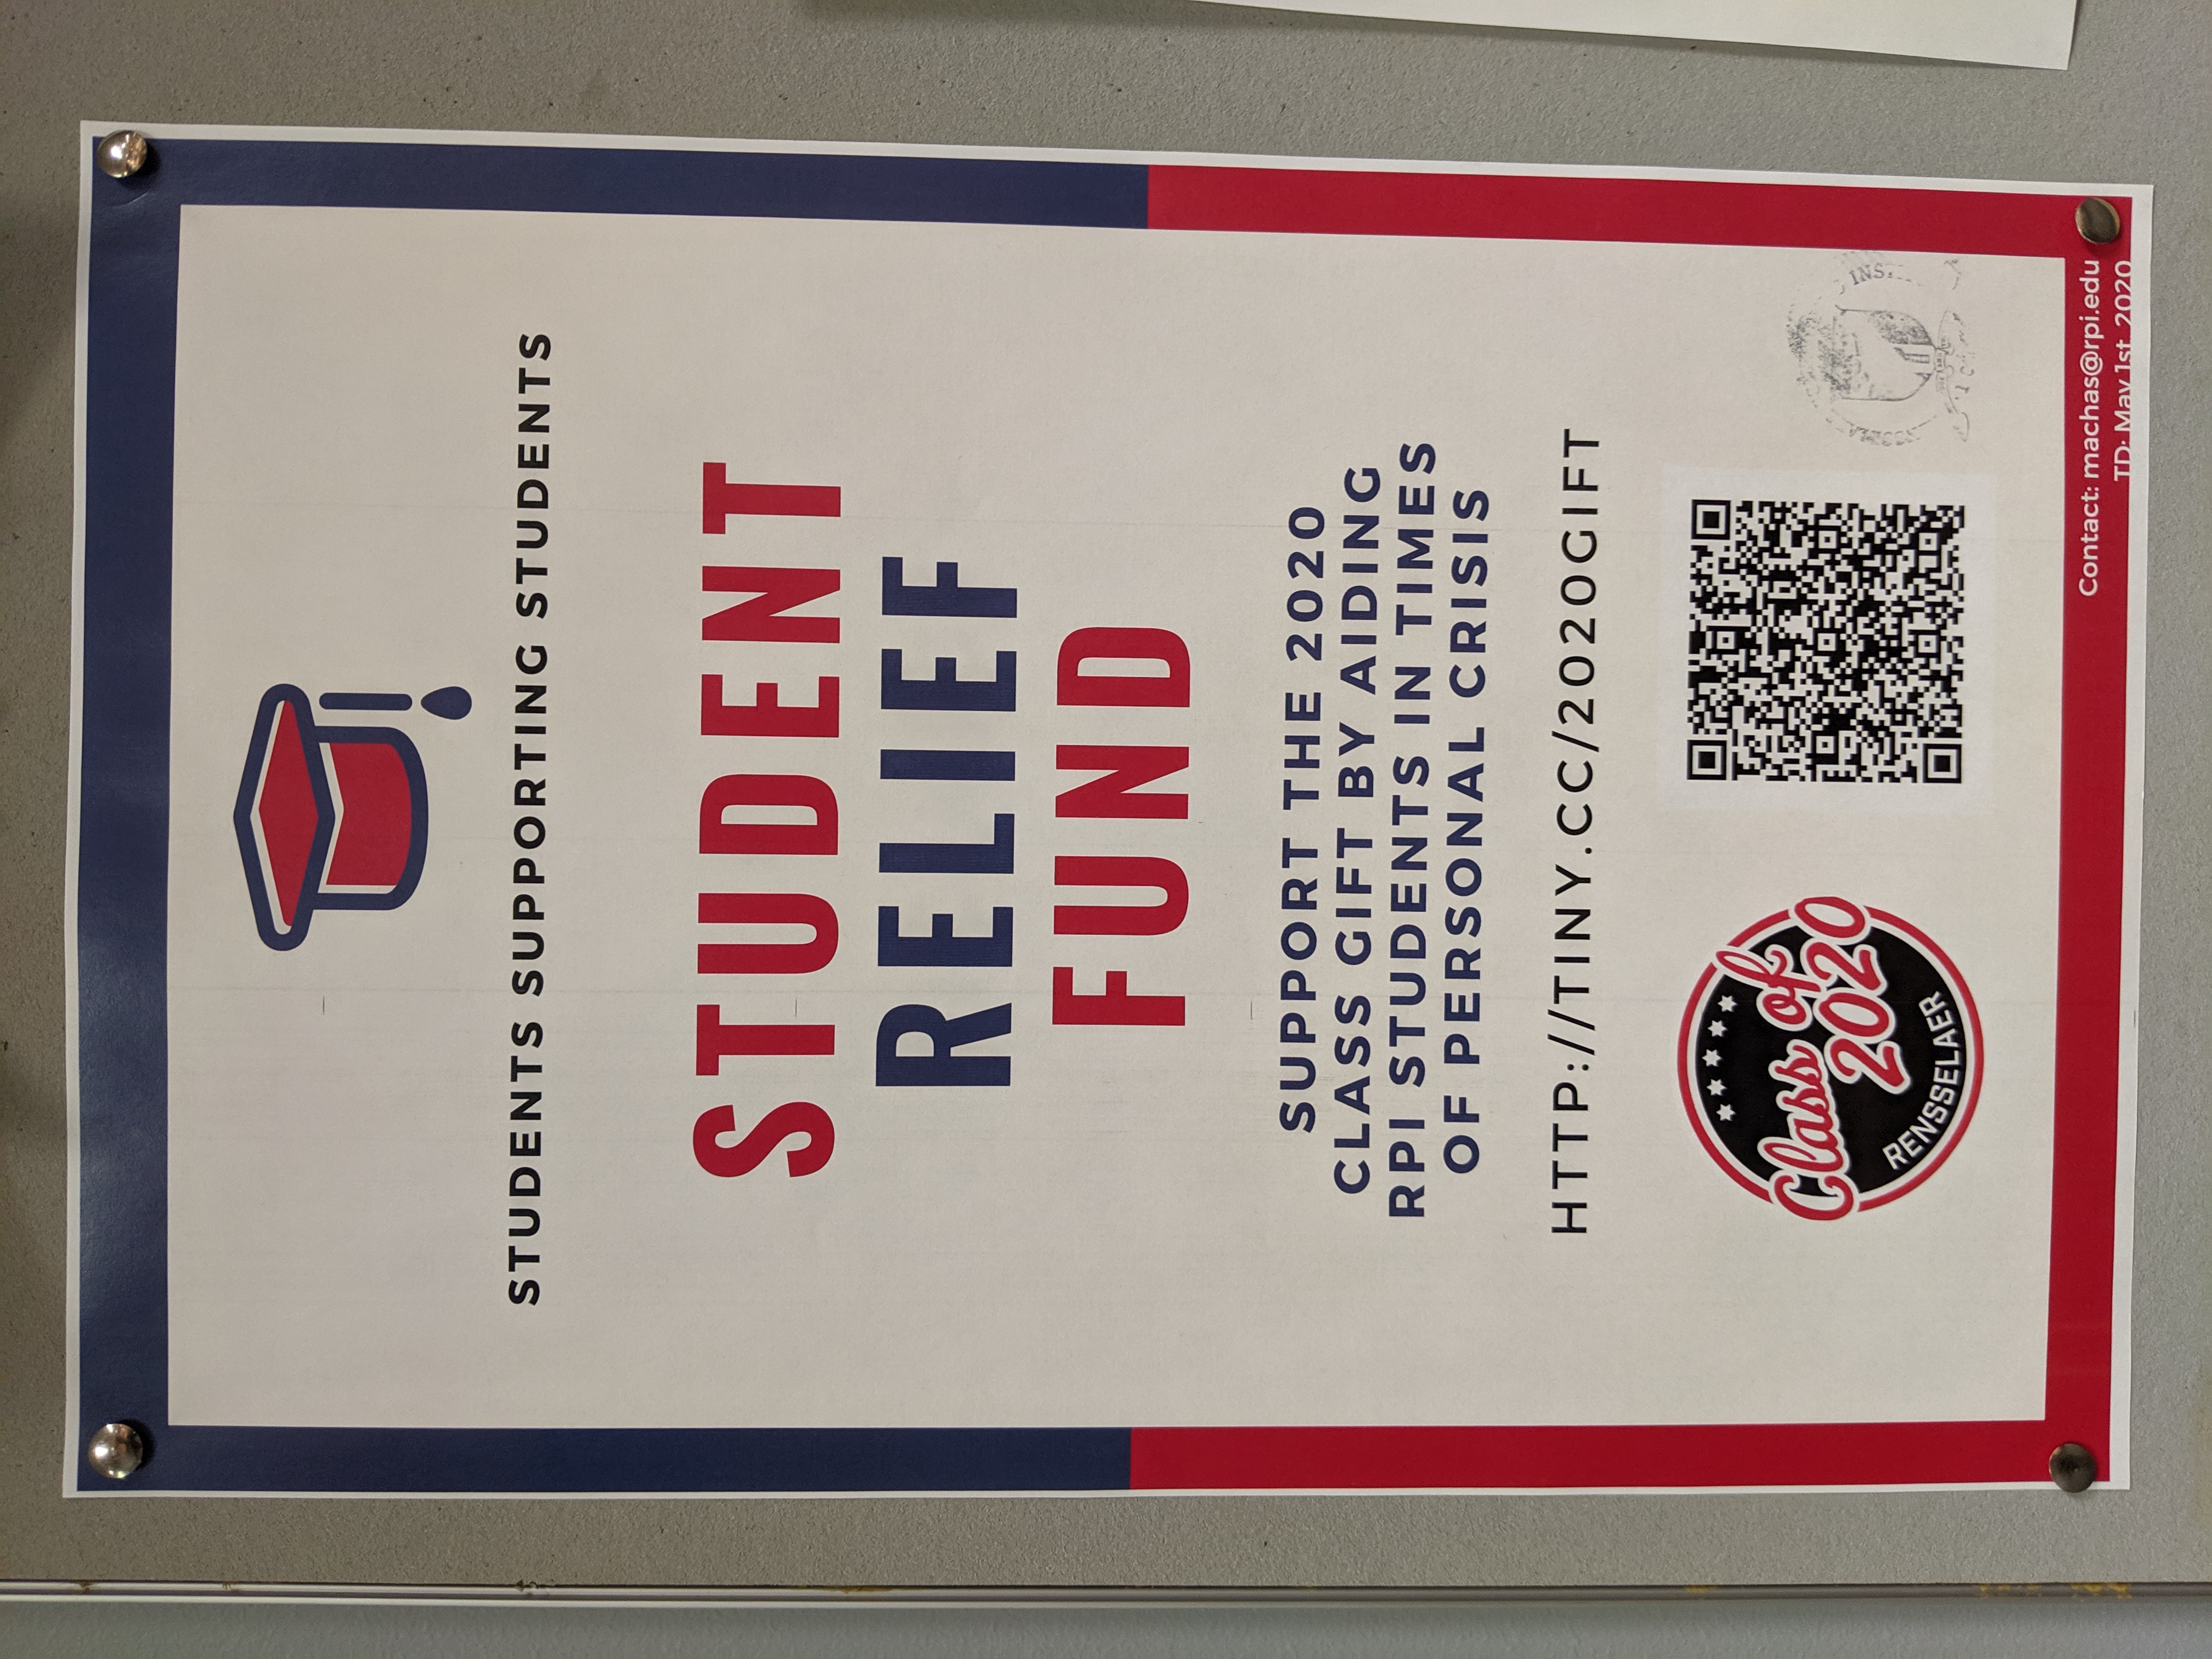 STUDENTS SUPPORTING STUDENTS
STUDENT
RELIEF
FUND
SUPPORT THE 2020
CLASS GIFT BY AIDING
RPI STUDENTS IN TIMES
OF PERSONAL CRISIS
HTTP://TINY.CC/2020GIFT
Class of
2020
RENSSELAER
Contact: machas@rpi.edu
TD: May 1st, 2020